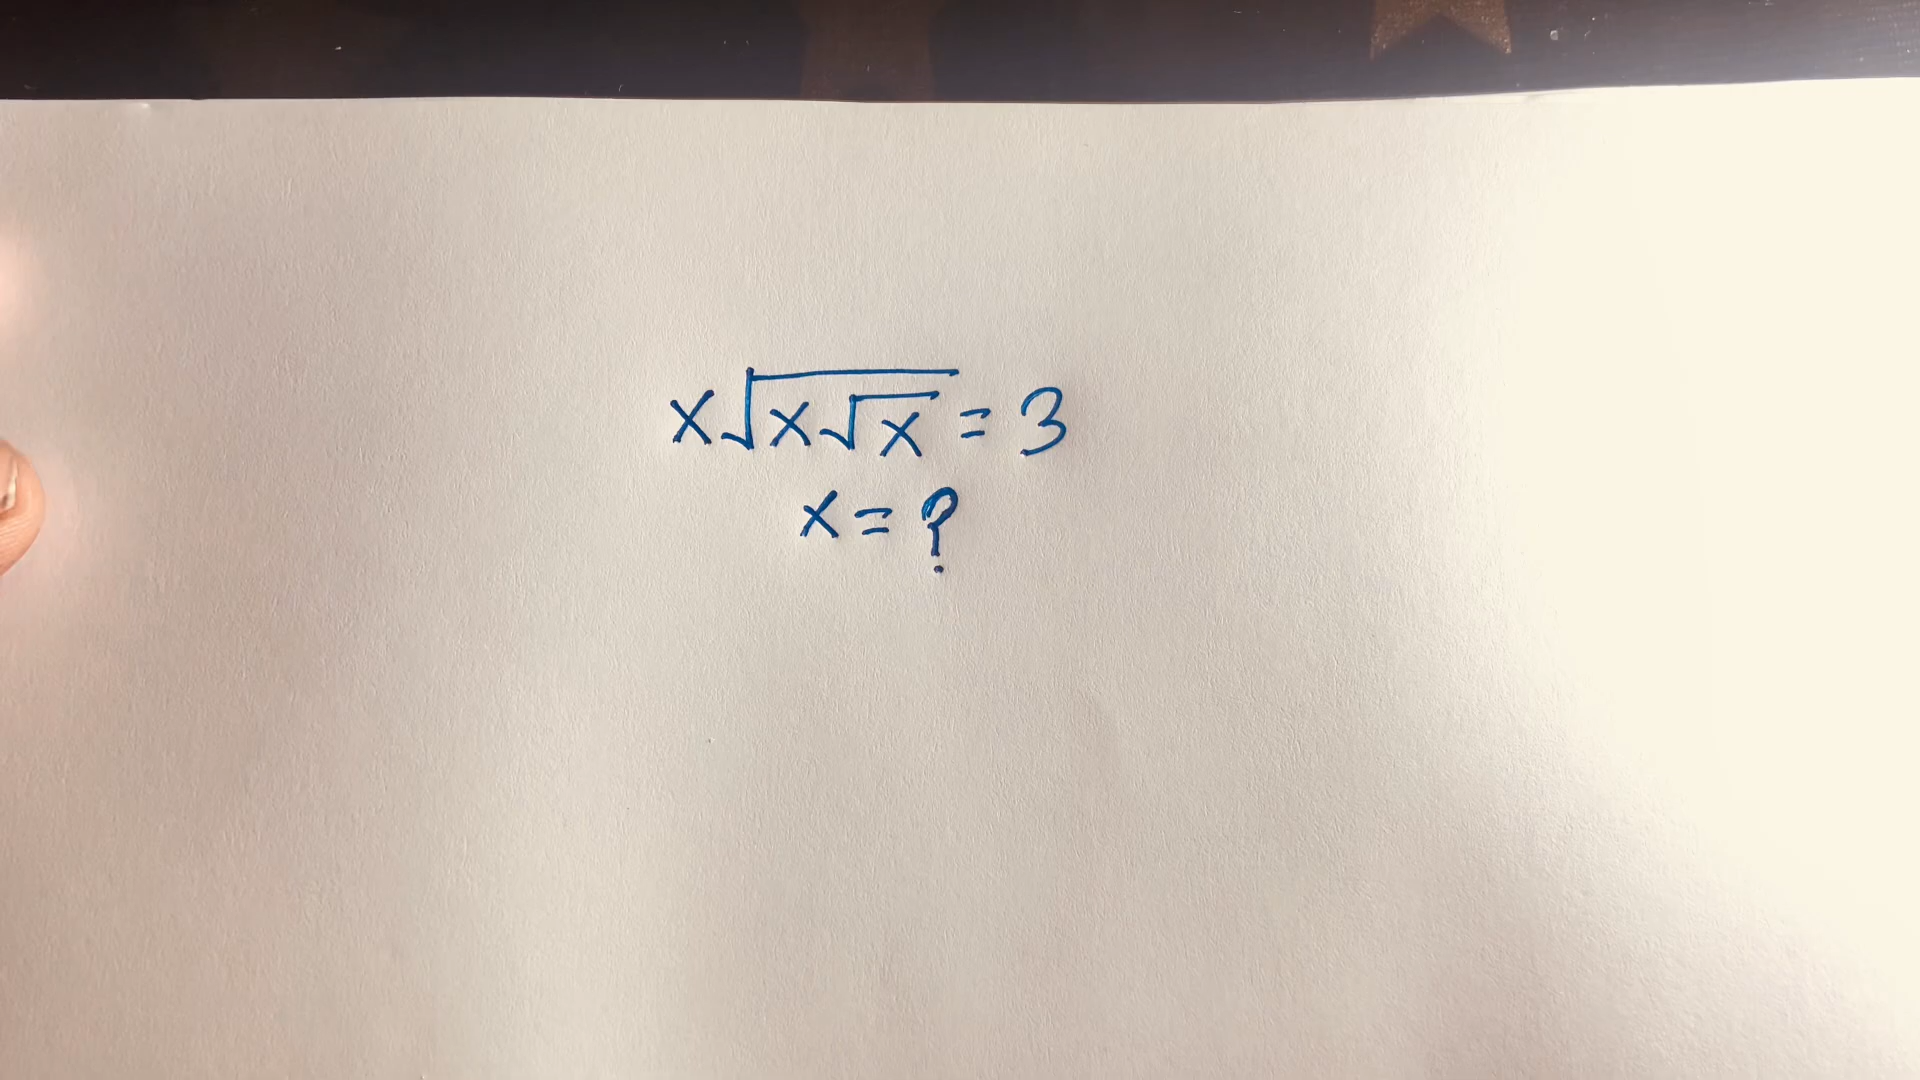 x√(x√x) = 3
x = ?